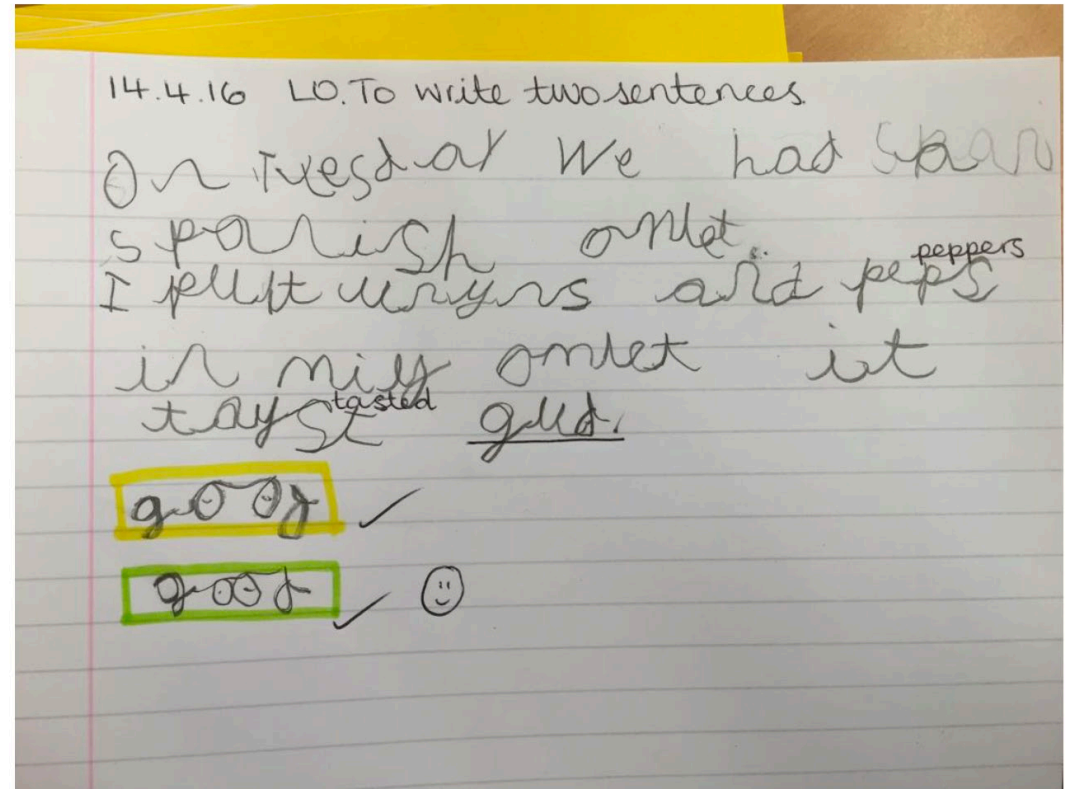 14.4.16 LO. To write two sentences.
On Tuesday We had span
spanish omlet.
peppers
I put unyns and peps
in miy omlet it
tasted
tayst gud.
good ✓
good ✓ ☺